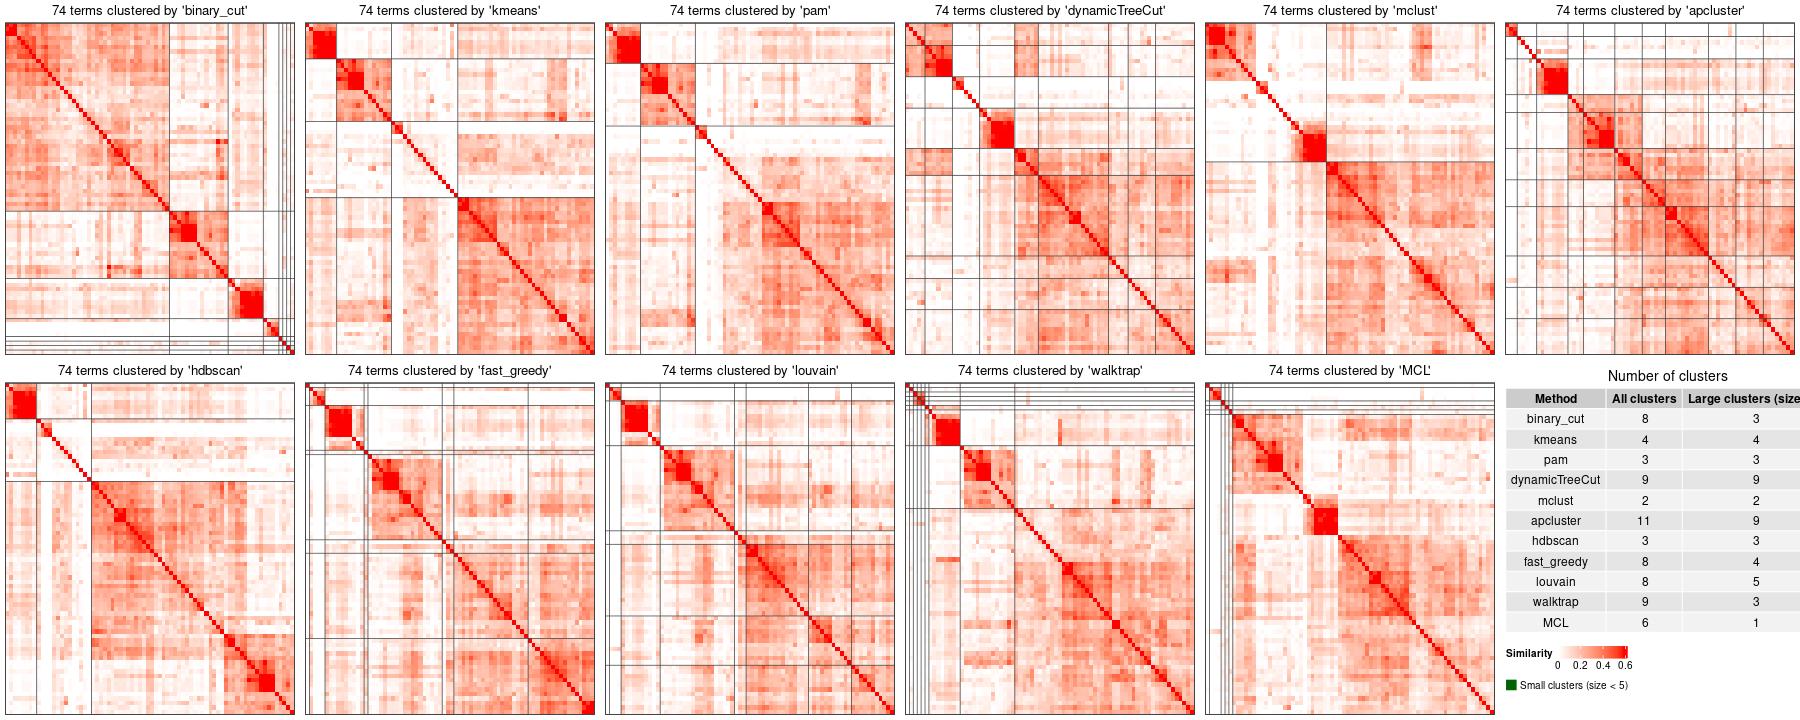 74 terms clustered by 'binary_cut'
74 terms clustered by 'kmeans'
74 terms clustered by 'pam'
74 terms clustered by 'dynamicTreeCut'
74 terms clustered by 'mclust'
74 terms clustered by 'apcluster'
74 terms clustered by 'hdbscan'
74 terms clustered by 'fast_greedy'
74 terms clustered by 'louvain'
74 terms clustered by 'walktrap'
74 terms clustered by 'MCL'
Number of clusters
Method All clusters Large clusters (size
binary_cut 8 3
kmeans 4 4
pam 3 3
dynamicTreeCut 9 9
mclust 2 2
apcluster 11 9
hdbscan 3 3
fast_greedy 8 4
louvain 8 5
walktrap 9 3
MCL 6 1
Similarity
0 0.2 0.4 0.6
Small clusters (size < 5)